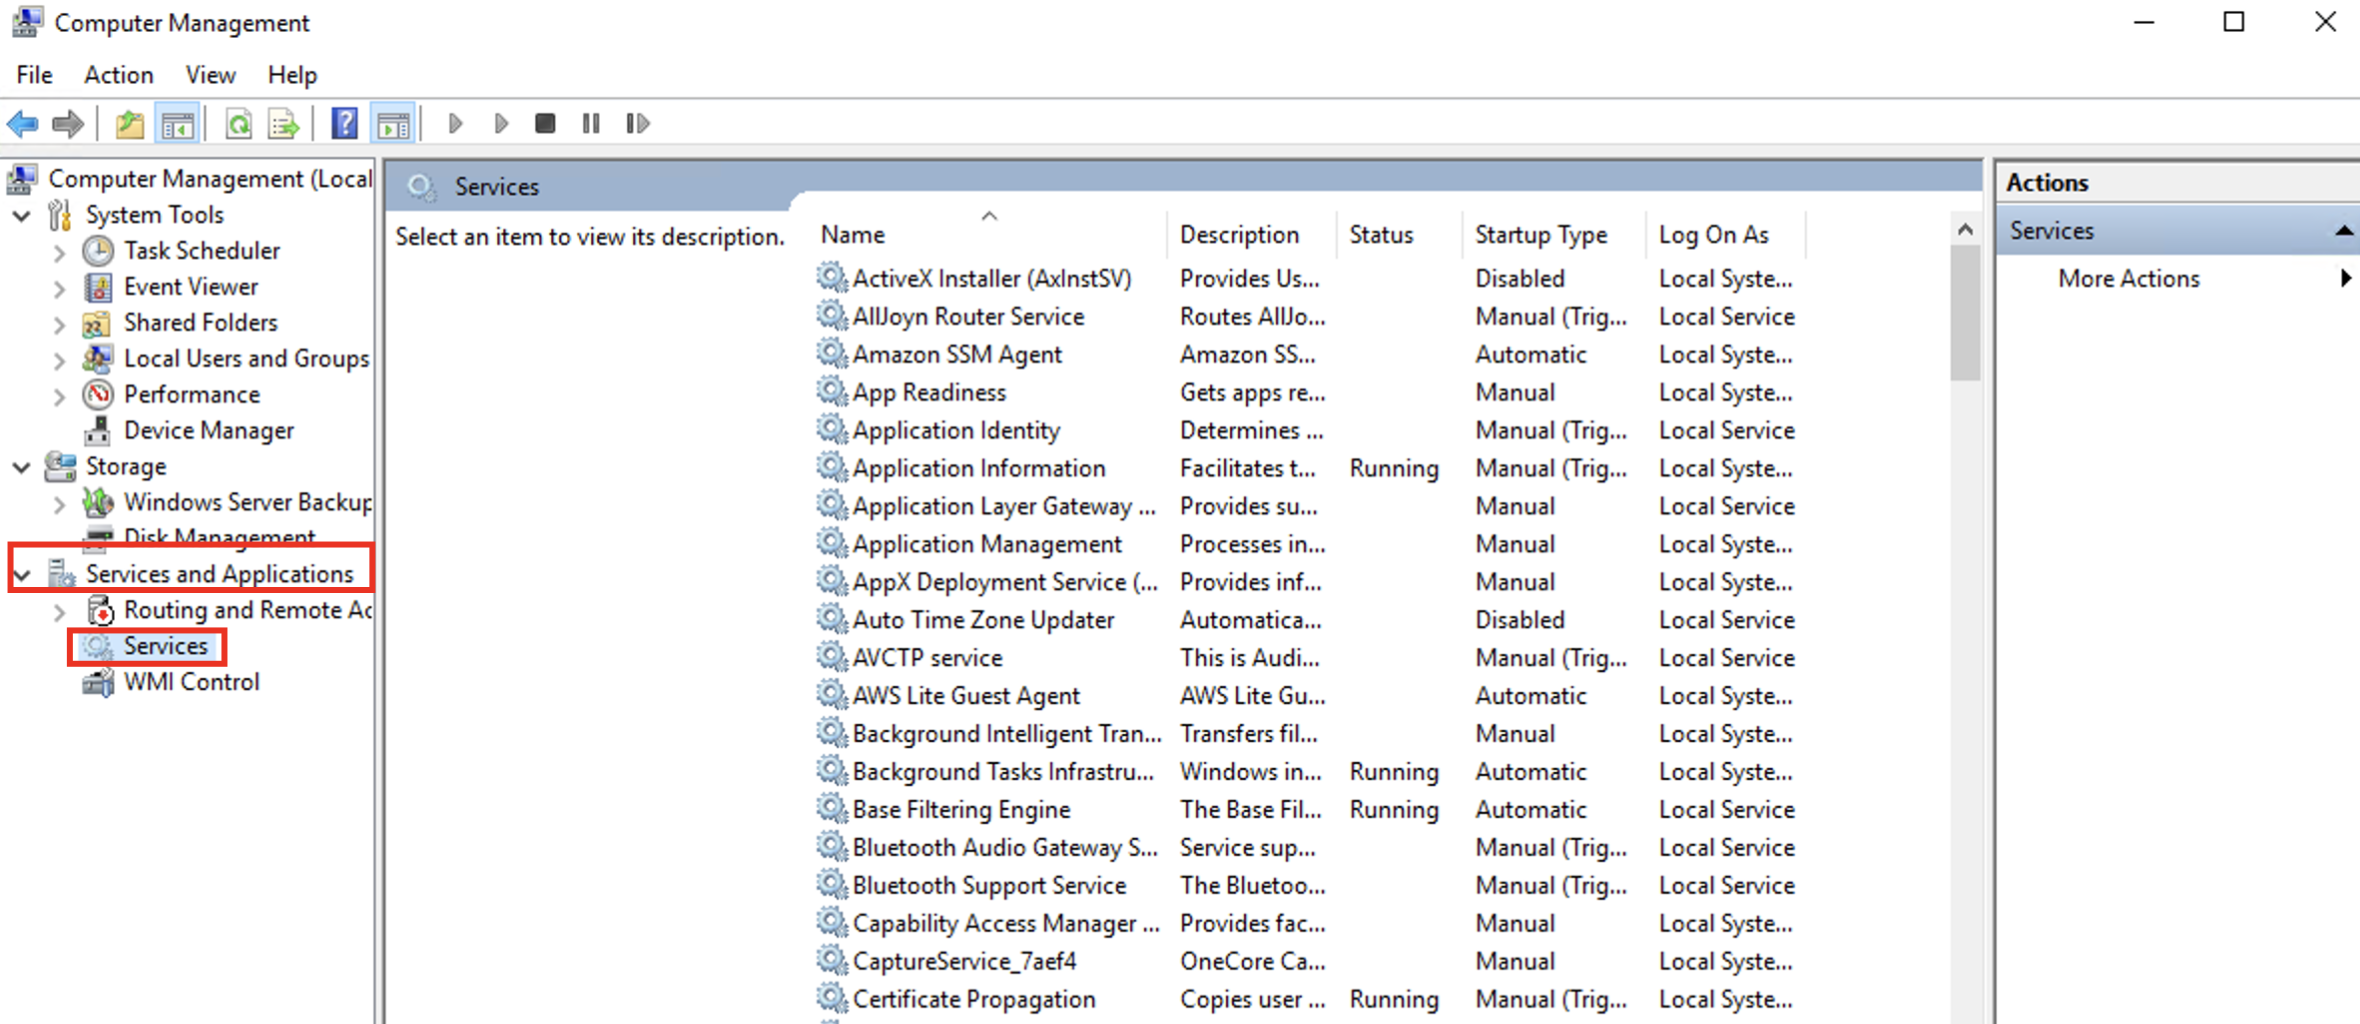 Computer Management
File Action View Help
Computer Management (Local
System Tools
Task Scheduler
Event Viewer
Shared Folders
Local Users and Groups
Performance
Device Manager
Storage
Windows Server Backup
Disk Management
Services and Applications
Routing and Remote Ac
Services
WMI Control
Services
Select an item to view its description.
Name Description Status Startup Type Log On As
ActiveX Installer (AxInstSV) Provides Us... Disabled Local Syste...
AllJoyn Router Service Routes AllJo... Manual (Trig... Local Service
Amazon SSM Agent Amazon SS... Automatic Local Syste...
App Readiness Gets apps re... Manual Local Syste...
Application Identity Determines ... Manual (Trig... Local Service
Application Information Facilitates t... Running Manual (Trig... Local Syste...
Application Layer Gateway ... Provides su... Manual Local Service
Application Management Processes in... Manual Local Syste...
AppX Deployment Service (... Provides inf... Manual Local Syste...
Auto Time Zone Updater Automatica... Disabled Local Service
AVCTP service This is Audi... Manual (Trig... Local Service
AWS Lite Guest Agent AWS Lite Gu... Automatic Local Syste...
Background Intelligent Tran... Transfers fil... Manual Local Syste...
Background Tasks Infrastru... Windows in... Running Automatic Local Syste...
Base Filtering Engine The Base Fil... Running Automatic Local Service
Bluetooth Audio Gateway S... Service sup... Manual (Trig... Local Service
Bluetooth Support Service The Bluetoo... Manual (Trig... Local Service
Capability Access Manager ... Provides fac... Manual Local Syste...
CaptureService_7aef4 OneCore Ca... Manual Local Syste...
Certificate Propagation Copies user ... Running Manual (Trig... Local Syste...
Actions
Services
More Actions